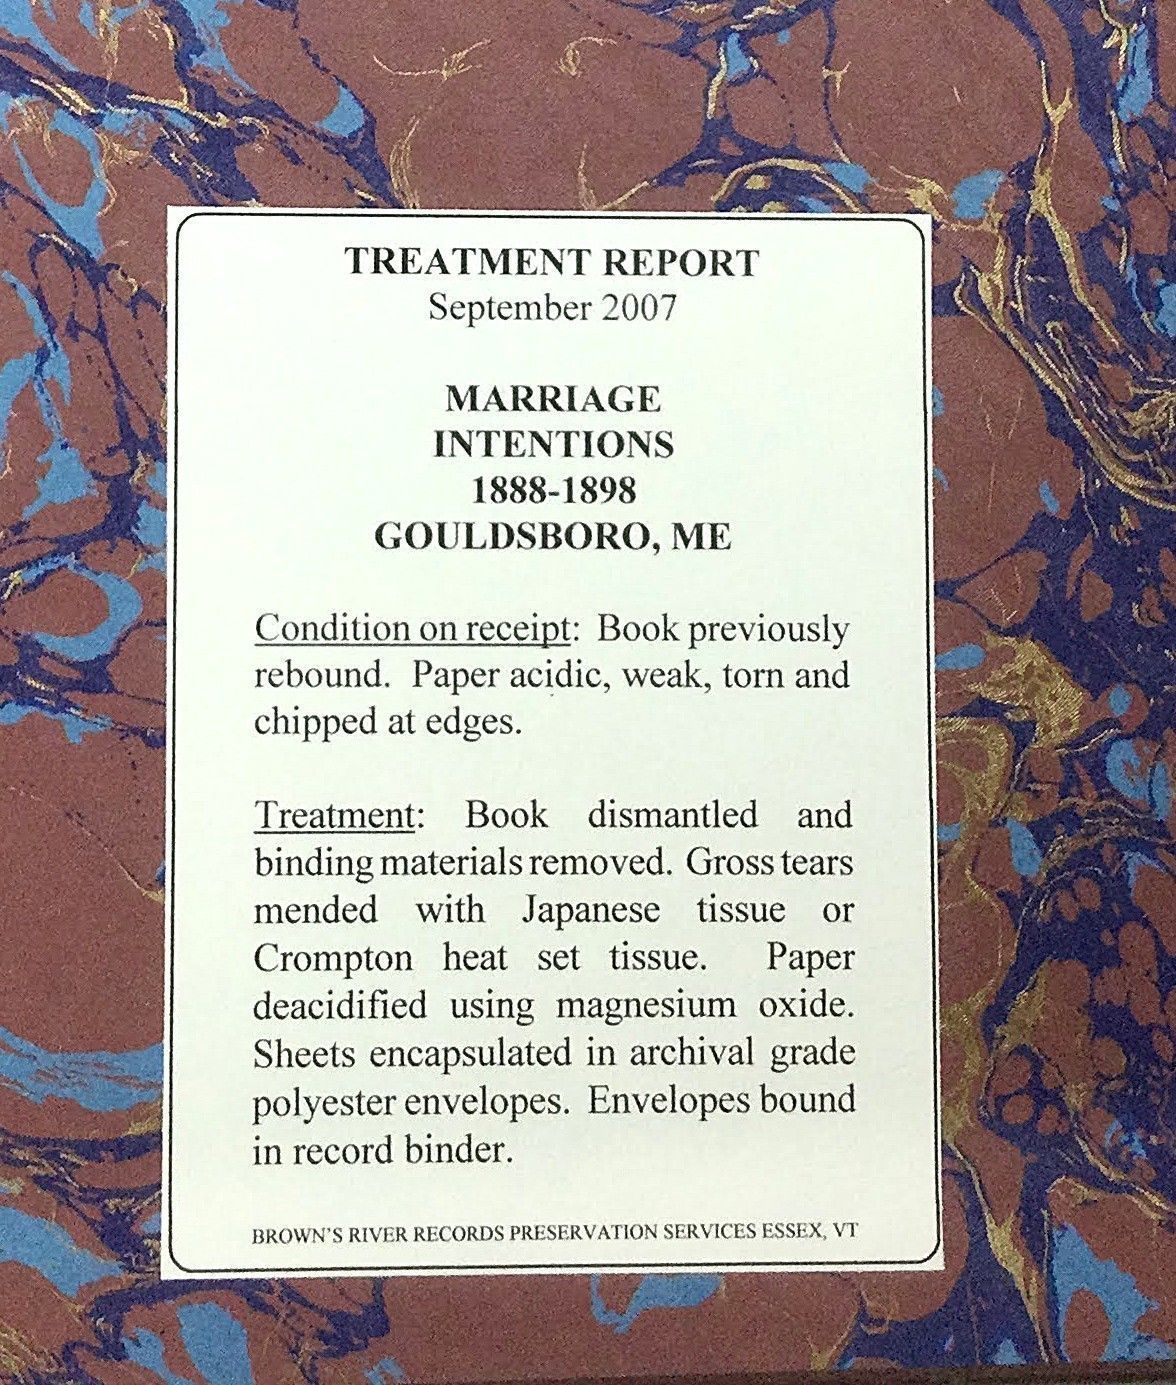 TREATMENT REPORT
September 2007
MARRIAGE
INTENTIONS
1888-1898
GOULDSBORO, ME
Condition on receipt: Book previously
rebound. Paper acidic, weak, torn and
chipped at edges.
Treatment: Book dismantled and
binding materials removed. Gross tears
mended with Japanese tissue or
Crompton heat set tissue. Paper
deacidified using magnesium oxide.
Sheets encapsulated in archival grade
polyester envelopes. Envelopes bound
in record binder.
BROWN'S RIVER RECORDS PRESERVATION SERVICES ESSEX, VT